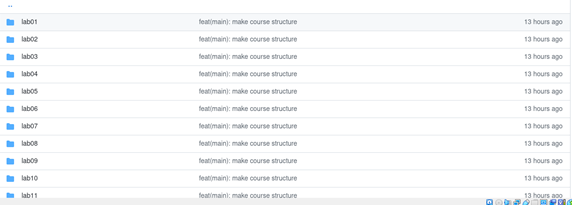 ..
lab01 feat(main): make course structure 13 hours ago
lab02 feat(main): make course structure 13 hours ago
lab03 feat(main): make course structure 13 hours ago
lab04 feat(main): make course structure 13 hours ago
lab05 feat(main): make course structure 13 hours ago
lab06 feat(main): make course structure 13 hours ago
lab07 feat(main): make course structure 13 hours ago
lab08 feat(main): make course structure 13 hours ago
lab09 feat(main): make course structure 13 hours ago
lab10 feat(main): make course structure 13 hours ago
lab11 feat(main): make course structure 13 hours ago